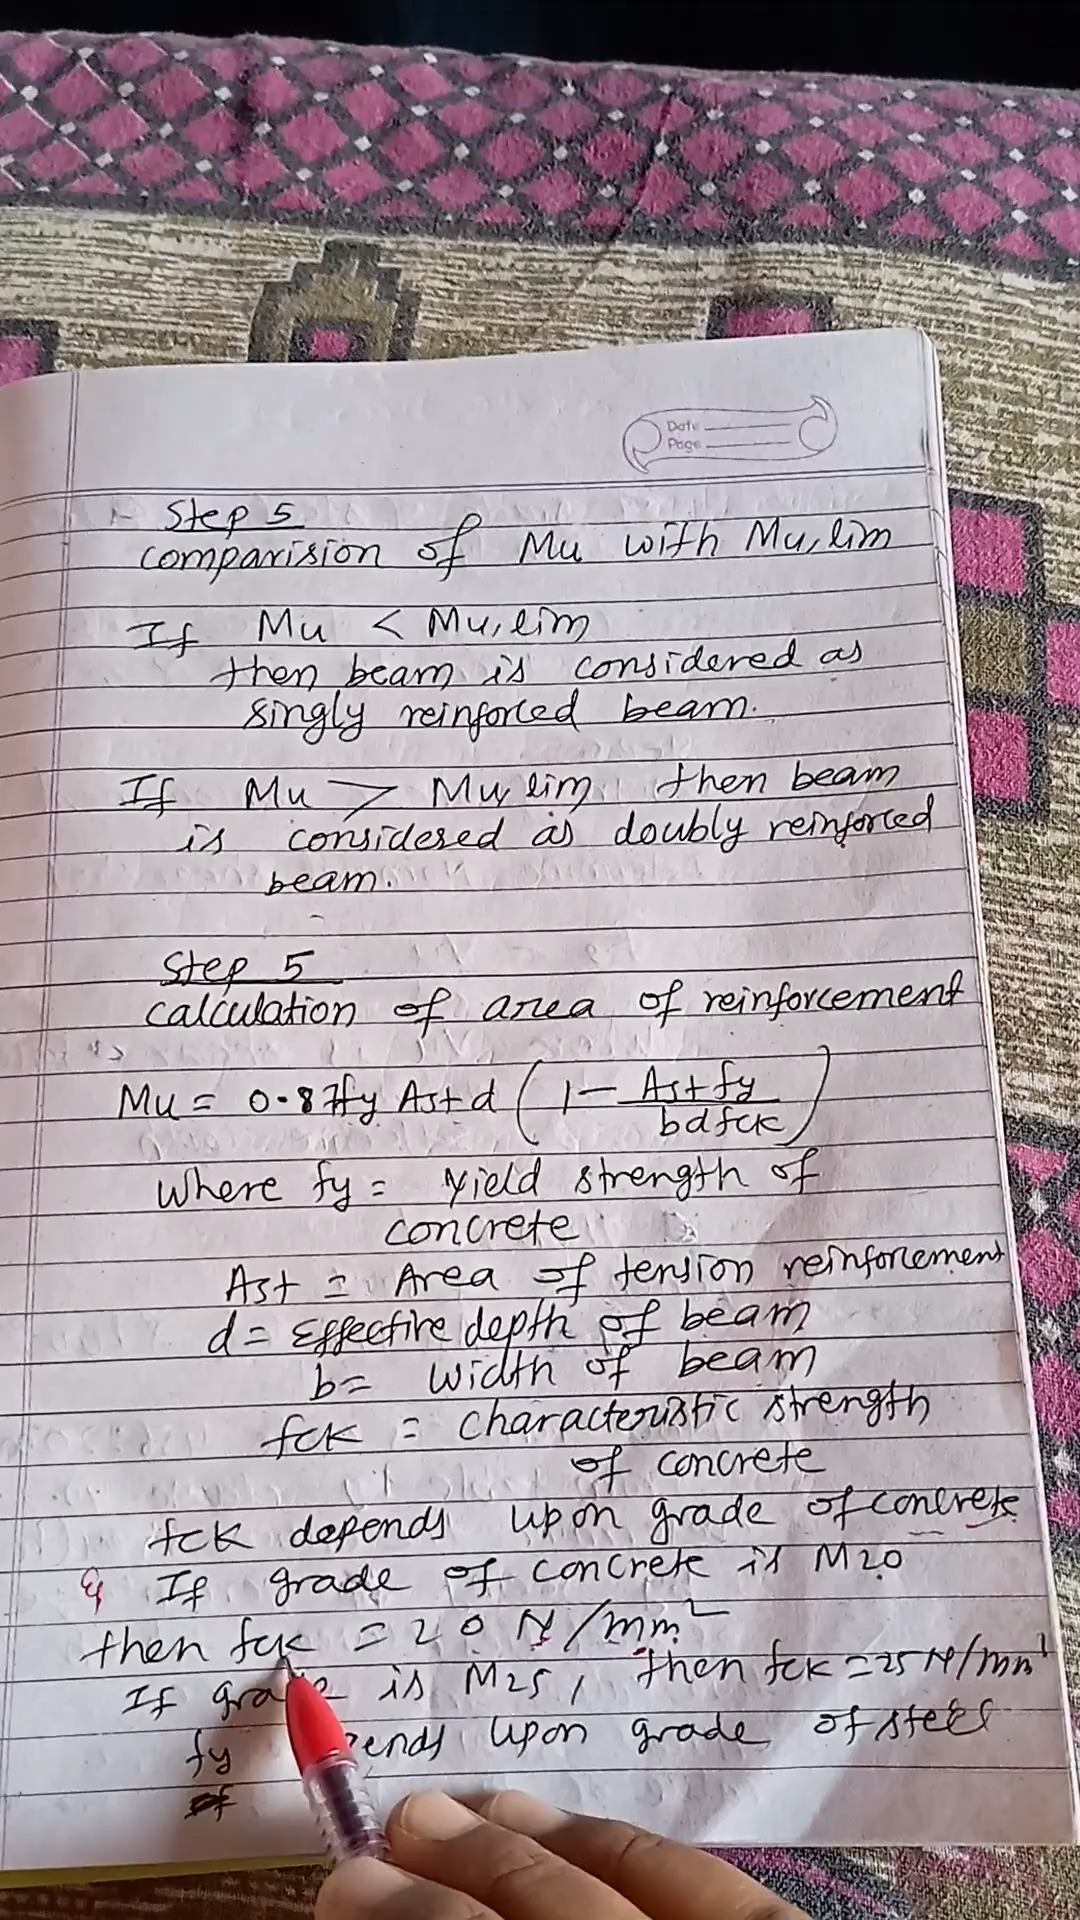 Date
Page
Step 5
comparision of Mu with Mu,lim
If Mu < Mu,lim
then beam is considered as
singly reinforced beam.
If Mu > Mu,lim then beam
is considered as doubly reinforced
beam.
Step 5
calculation of area of reinforcement
Mu = 0.87fy Ast d (1 - Ast fy / bdfck)
where fy = Yield strength of
concrete
Ast = Area of tension reinforcement
d = Effective depth of beam
b = width of beam
fck = characteristic strength
of concrete
fck depends upon grade of concrete
If grade of concrete is M20
then fck = 20 N/mm²
If grade is M25, then fck = 25 N/mm
fy upon grade of steel